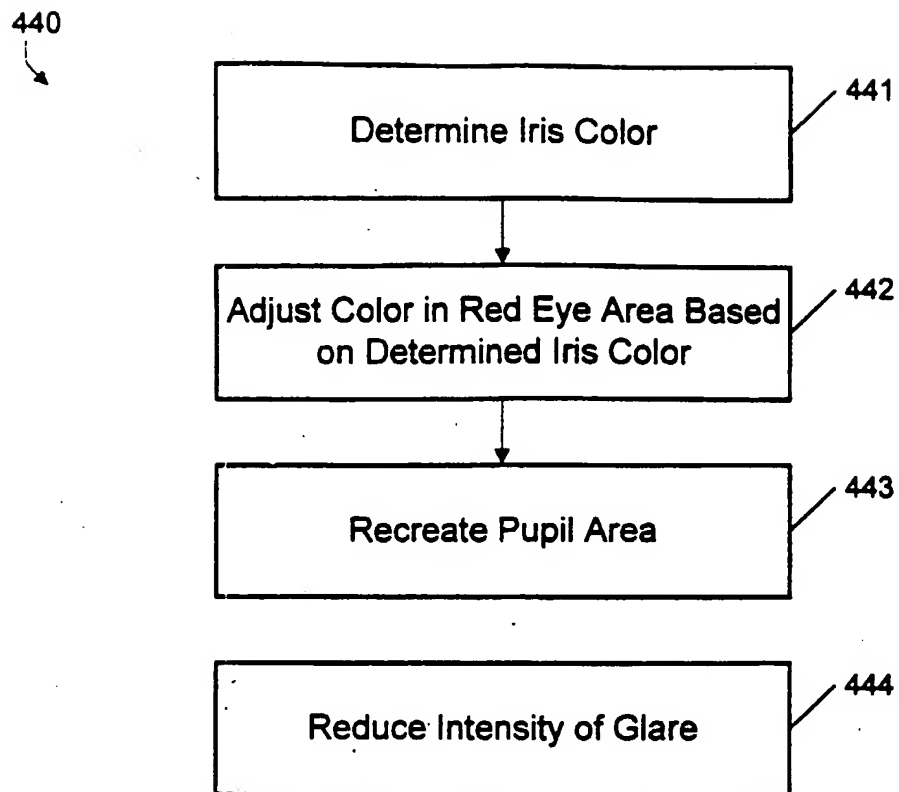 440
Determine Iris Color
441
Adjust Color in Red Eye Area Based
on Determined Iris Color
442
Recreate Pupil Area
443
Reduce Intensity of Glare
444